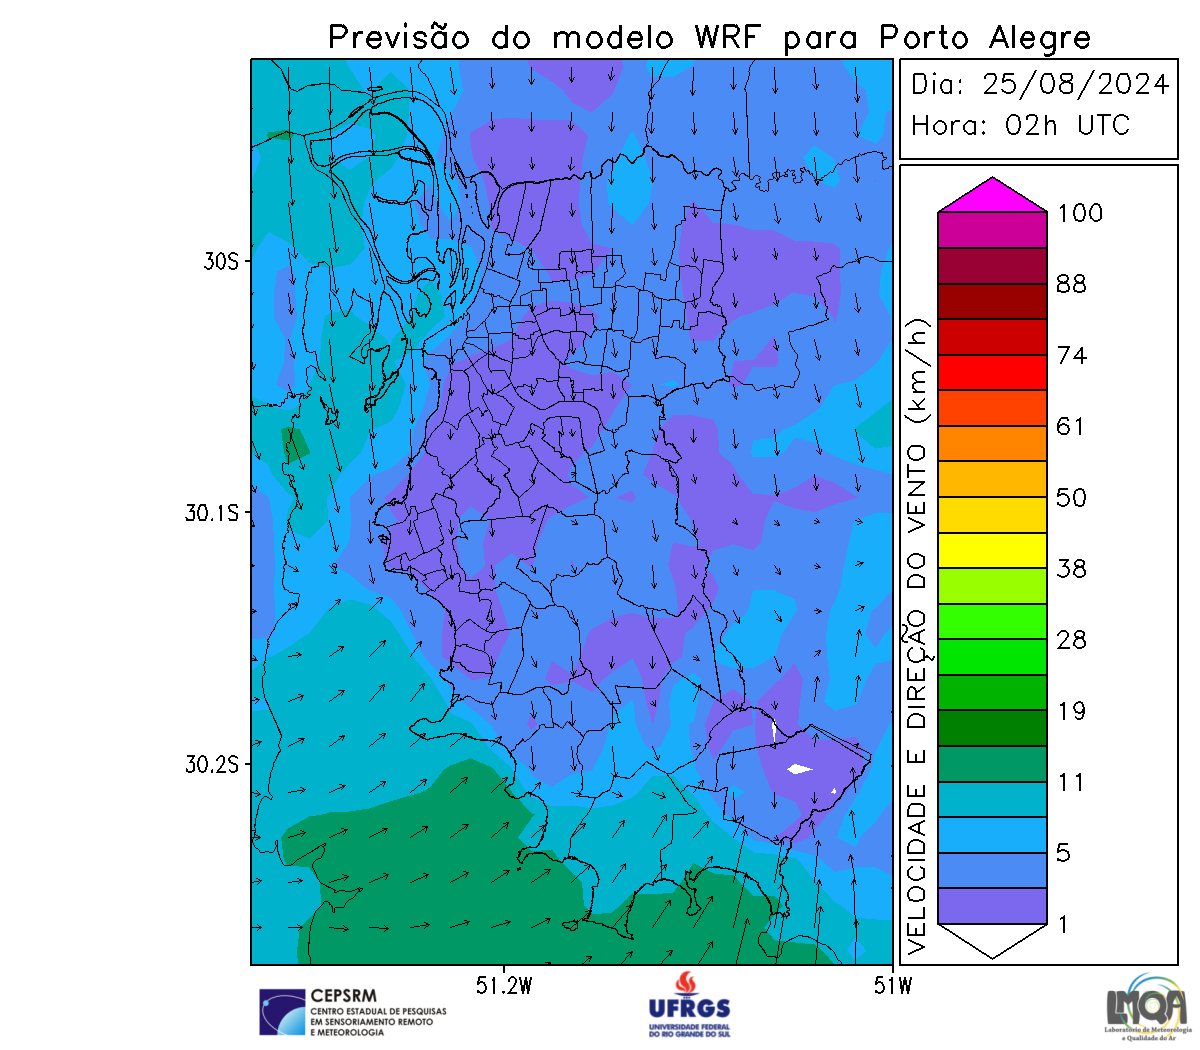 Previsão do modelo WRF para Porto Alegre
Dia: 25/08/2024
Hora: 02h UTC
30S
30.1S
30.2S
51.2W
51W
VELOCIDADE E DIREÇÃO DO VENTO (km/h)
100
88
74
61
50
38
28
19
11
5
1
CEPSRM
CENTRO ESTADUAL DE PESQUISAS
EM SENSORIAMENTO REMOTO
E METEOROLOGIA
UFRGS
UNIVERSIDADE FEDERAL
DO RIO GRANDE DO SUL
LMQA
Laboratório de Meteorologia
e Qualidade do Ar